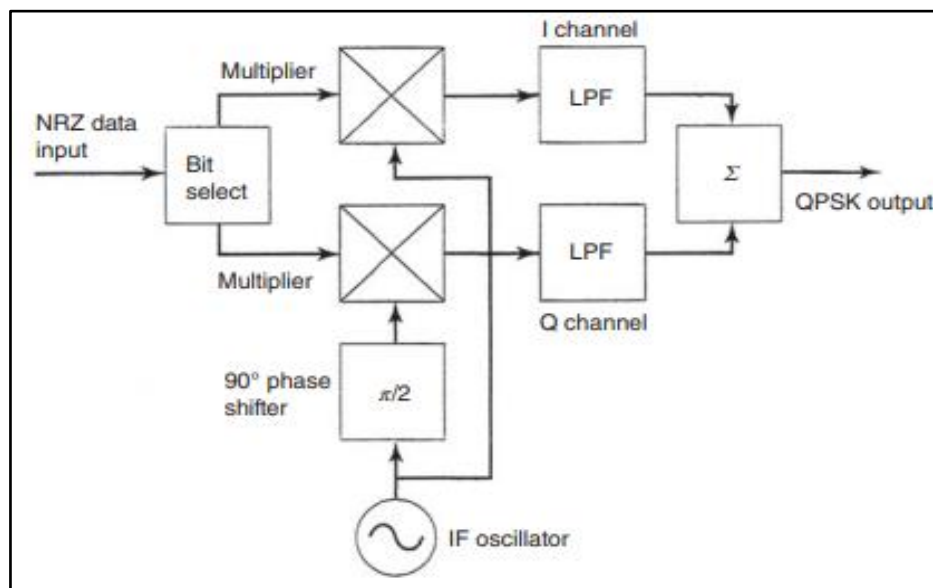 I channel
Multiplier
LPF
NRZ data
input
Bit
select
Σ
QPSK output
LPF
Multiplier
Q channel
90° phase
shifter
π/2
IF oscillator